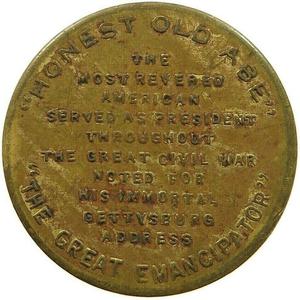 "HONEST OLD ABE"
THE
MOST REVERED
AMERICAN
SERVED AS PRESIDENT
THROUGHOUT
THE GREAT CIVIL WAR
NOTED FOR
HIS IMMORTAL
GETTYSBURG
ADDRESS
"THE GREAT EMANCIPATOR"